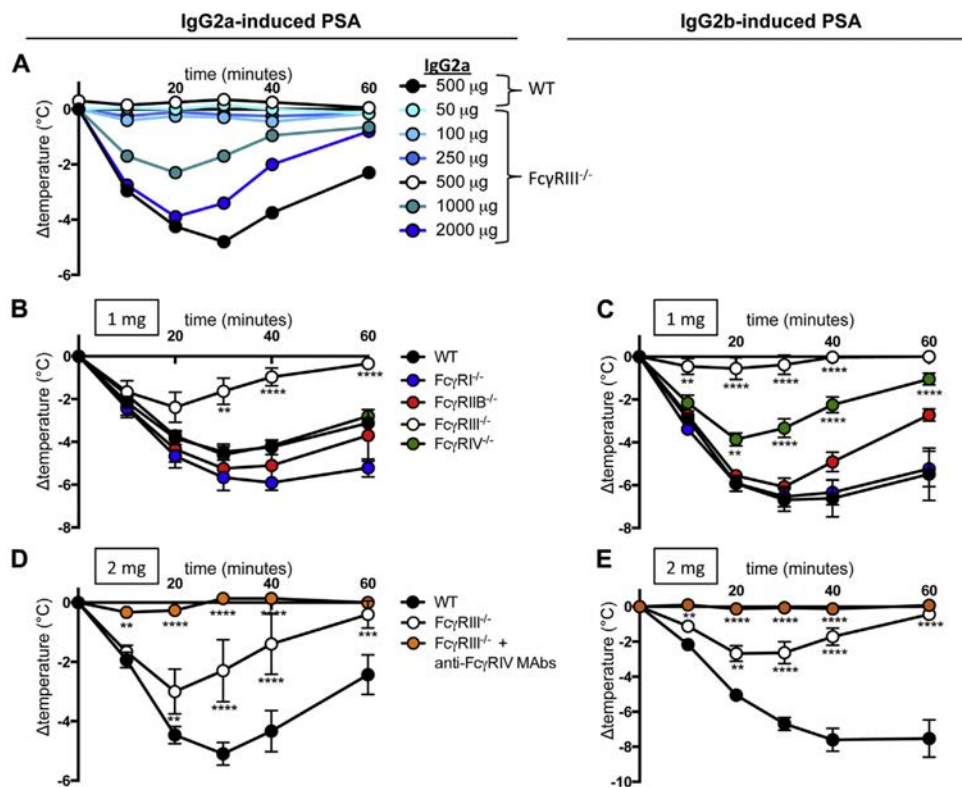 IgG2a-induced PSA
IgG2b-induced PSA
A
time (minutes)
20 40 60
Δtemperature (°C)
0
-2
-4
-6
IgG2a
500 μg
WT
50 μg
100 μg
250 μg
500 μg
1000 μg
2000 μg
FcγRIII-/-
B
1 mg
time (minutes)
20 40 60
Δtemperature (°C)
0
-2
-4
-6
-8
** **** ****
WT
FcγRI-/-
FcγRIIB-/-
FcγRIII-/-
FcγRIV-/-
C
1 mg
time (minutes)
20 40 60
Δtemperature (°C)
0
-2
-4
-6
-8
** **** **** ****
** **** **** ****
D
2 mg
time (minutes)
20 40 60
Δtemperature (°C)
0
-2
-4
-6
** **** **** ****
** **** **** ***
WT
FcγRIII-/-
FcγRIII-/- +
anti-FcγRIV MAbs
E
2 mg
time (minutes)
20 40 60
Δtemperature (°C)
0
-2
-4
-6
-8
-10
** **** **** **** ****
** **** ****